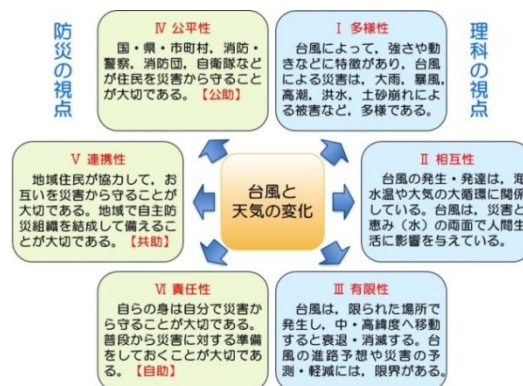 防災の視点
Ⅳ 公平性
国・県・市町村，消防・
警察，消防団，自衛隊など
が住民を災害から守ること
が大切である。【公助】
Ⅰ 多様性
台風によって，強さや動
きなどに特徴があり，台風
による災害は，大雨，暴風，
高潮，洪水，土砂崩れによ
る被害など，多様である。
理科の視点
Ⅴ 連携性
地域住民が協力して，お
互いを災害から守ることが
大切である。地域で自主防
災組織を結成して備えるこ
とが大切である。【共助】
台風と
天気の変化
Ⅱ 相互性
台風の発生・発達は，海
水温や大気の大循環に関係
している。台風は，災害と
恵み（水）の両面で人間生
活に影響を与えている。
Ⅵ 責任性
自らの身は自分で災害か
ら守ることが大切である。
普段から災害に対する準備
をしておくことが大切であ
る。【自助】
Ⅲ 有限性
台風は，限られた場所で
発生し，中・高緯度へ移動
すると衰退・消滅する。台
風の進路予想や災害の予
測・軽減には，限界がある。